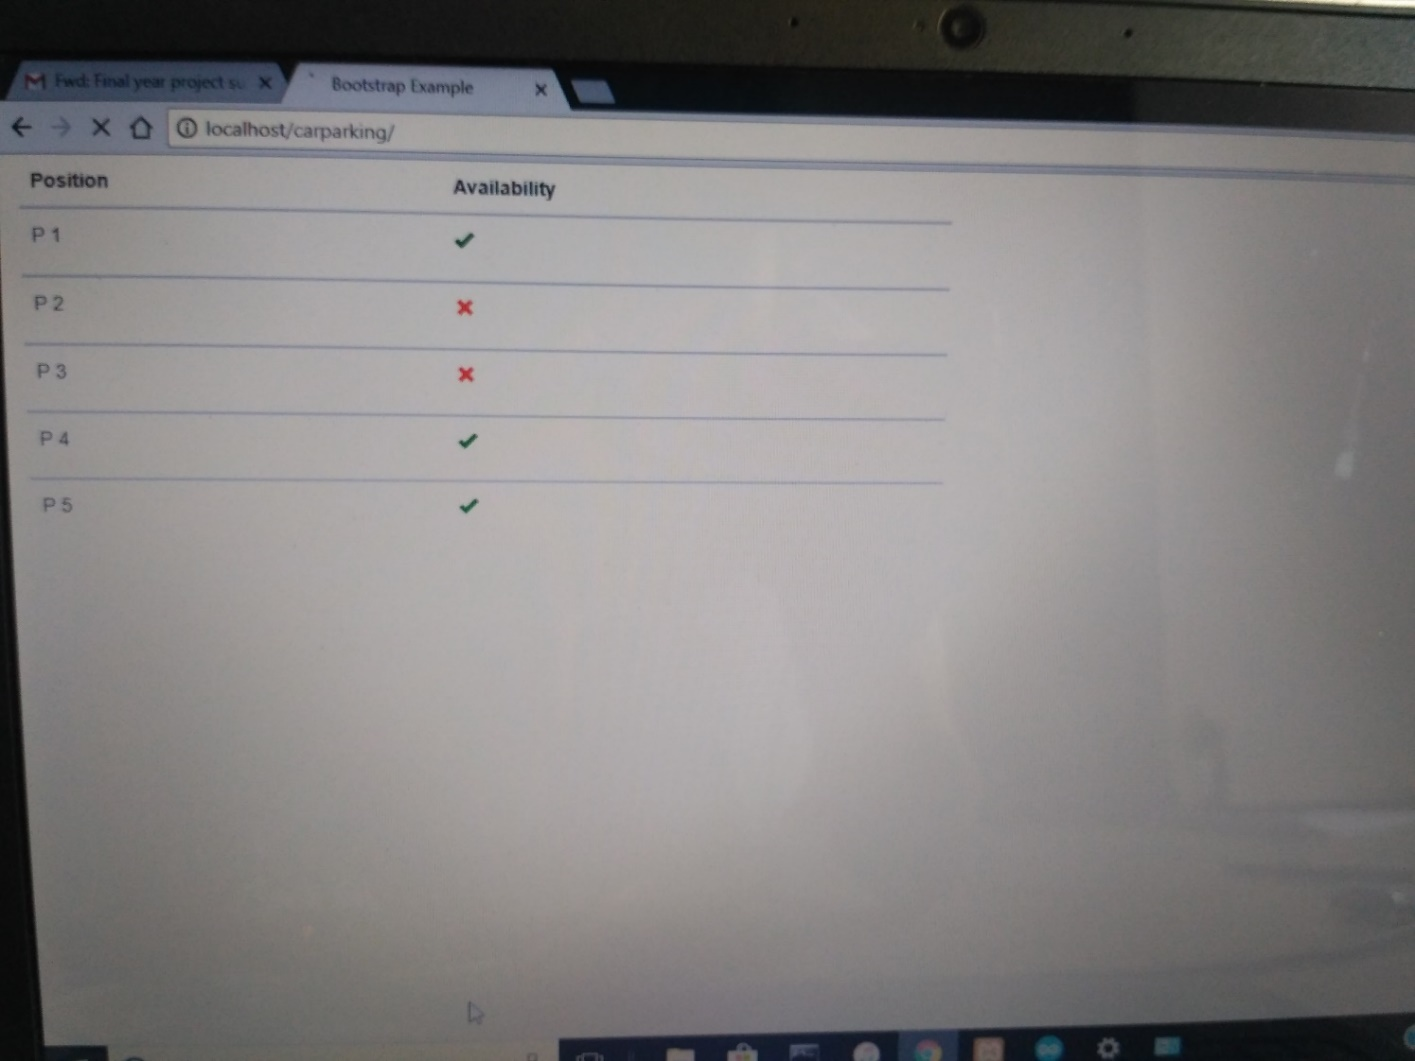 Fwd: Final year project su
Bootstrap Example
localhost/carparking/
Position Availability
P 1
P 2
P 3
P 4
P 5